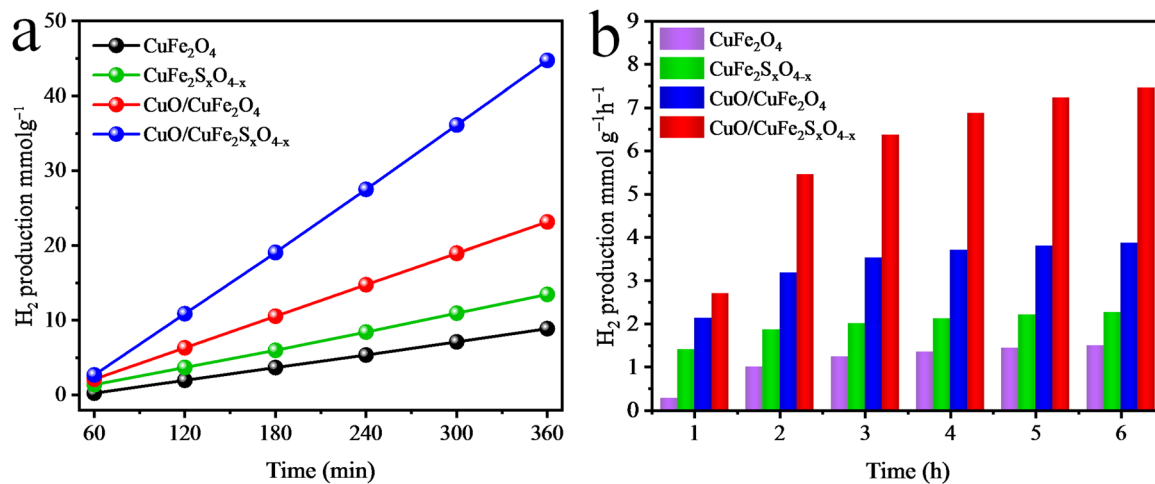 a
H₂ production mmolg⁻¹
50
40
30
20
10
0
CuFe₂O₄
CuFe₂SₓO₄₋ₓ
CuO/CuFe₂O₄
CuO/CuFe₂SₓO₄₋ₓ
60 120 180 240 300 360
Time (min)
b
H₂ production mmol g⁻¹h⁻¹
9
8
7
6
5
4
3
2
1
0
CuFe₂O₄
CuFe₂SₓO₄₋ₓ
CuO/CuFe₂O₄
CuO/CuFe₂SₓO₄₋ₓ
1 2 3 4 5 6
Time (h)